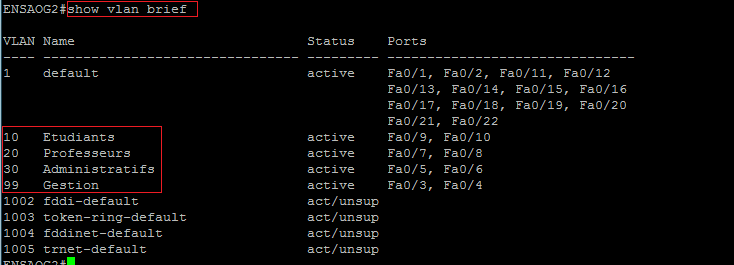 ENSAOG2#show vlan brief
VLAN Name                             Status    Ports
---- -------------------------------- --------- -------------------------------
1    default                          active    Fa0/1, Fa0/2, Fa0/11, Fa0/12
                                                Fa0/13, Fa0/14, Fa0/15, Fa0/16
                                                Fa0/17, Fa0/18, Fa0/19, Fa0/20
                                                Fa0/21, Fa0/22
10   Etudiants                        active    Fa0/9, Fa0/10
20   Professeurs                      active    Fa0/7, Fa0/8
30   Administratifs                   active    Fa0/5, Fa0/6
99   Gestion                          active    Fa0/3, Fa0/4
1002 fddi-default                     act/unsup
1003 token-ring-default               act/unsup
1004 fddinet-default                  act/unsup
1005 trnet-default                    act/unsup
ENSAOG2#